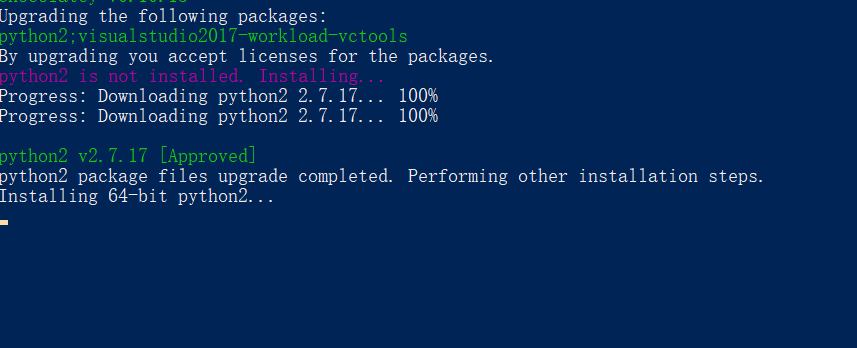 Upgrading the following packages:
python2;visualstudio2017-workload-vctools
By upgrading you accept licenses for the packages.
python2 is not installed. Installing...
Progress: Downloading python2 2.7.17... 100%
Progress: Downloading python2 2.7.17... 100%
python2 v2.7.17 [Approved]
python2 package files upgrade completed. Performing other installation steps.
Installing 64-bit python2...